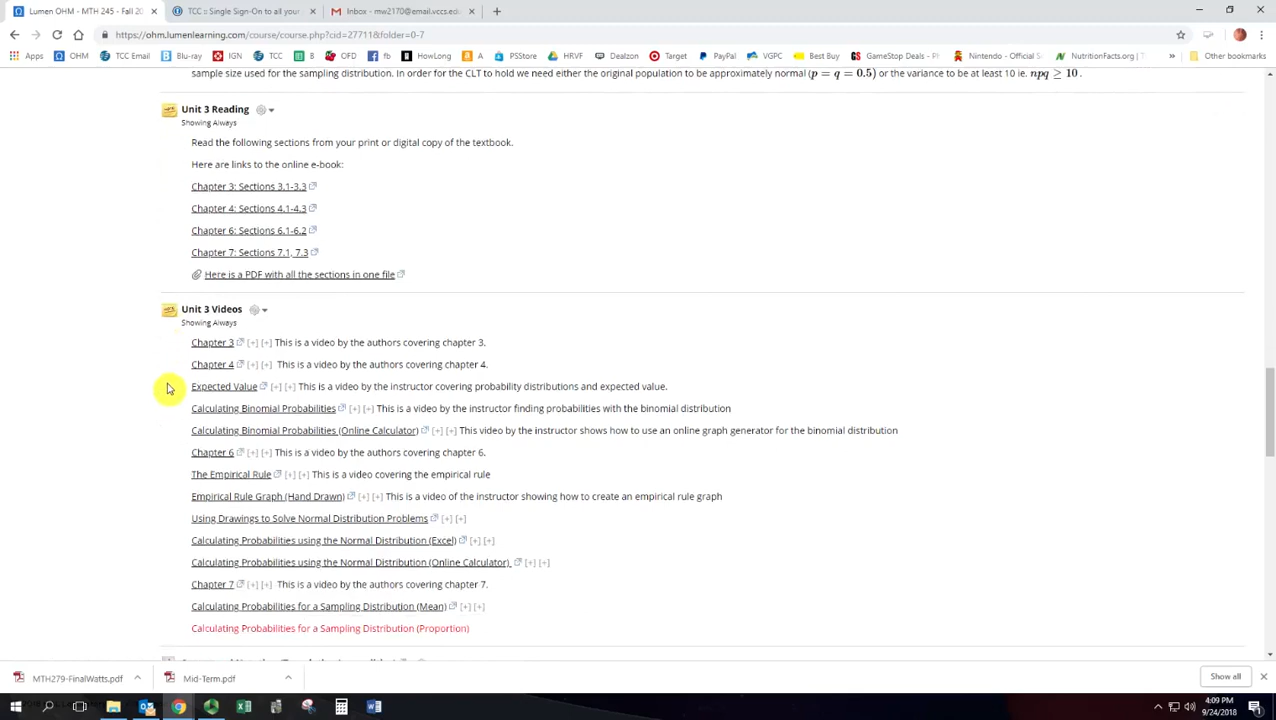 Lumen OHM - MTH 245 - Fall 20
TCC :: Single Sign-On to all your
Inbox - mw2170@email.vccs.ed
https://ohm.lumenlearning.com/course/course.php?cid=27711&folder=0-7
Apps
OHM
TCC Email
Blu-ray
IGN
TCC
OFD
fb
HowLong
A
PSStore
HRVF
Dealzon
Target
PayPal
VGPC
Best Buy
GameStop Deals - Pl
Nintendo - Official S
NutritionFacts.org | T
»
Other bookmarks
sample size used for the sampling distribution. In order for the CLT to hold we need either the original population to be approximately normal (p = q = 0.5) or the variance to be at least 10 ie. npq ≥ 10.
Unit 3 Reading
Showing Always
Read the following sections from your print or digital copy of the textbook.
Here are links to the online e-book:
Chapter 3: Sections 3.1-3.3
Chapter 4: Sections 4.1-4.3
Chapter 6: Sections 6.1-6.2
Chapter 7: Sections 7.1, 7.3
Here is a PDF with all the sections in one file
Unit 3 Videos
Showing Always
Chapter 3 [+] [+] This is a video by the authors covering chapter 3.
Chapter 4 [+] [+] This is a video by the authors covering chapter 4.
Expected Value [+] [+] This is a video by the instructor covering probability distributions and expected value.
Calculating Binomial Probabilities [+] [+] This is a video by the instructor finding probabilities with the binomial distribution
Calculating Binomial Probabilities (Online Calculator) [+] [+] This video by the instructor shows how to use an online graph generator for the binomial distribution
Chapter 6 [+] [+] This is a video by the authors covering chapter 6.
The Empirical Rule [+] [+] This is a video covering the empirical rule
Empirical Rule Graph (Hand Drawn) [+] [+] This is a video of the instructor showing how to create an empirical rule graph
Using Drawings to Solve Normal Distribution Problems [+] [+]
Calculating Probabilities using the Normal Distribution (Excel) [+] [+]
Calculating Probabilities using the Normal Distribution (Online Calculator) [+] [+]
Chapter 7 [+] [+] This is a video by the authors covering chapter 7.
Calculating Probabilities for a Sampling Distribution (Mean) [+] [+]
Calculating Probabilities for a Sampling Distribution (Proportion)
MTH279-FinalWatts.pdf
Mid-Term.pdf
Show all
4:09 PM
9/24/2018